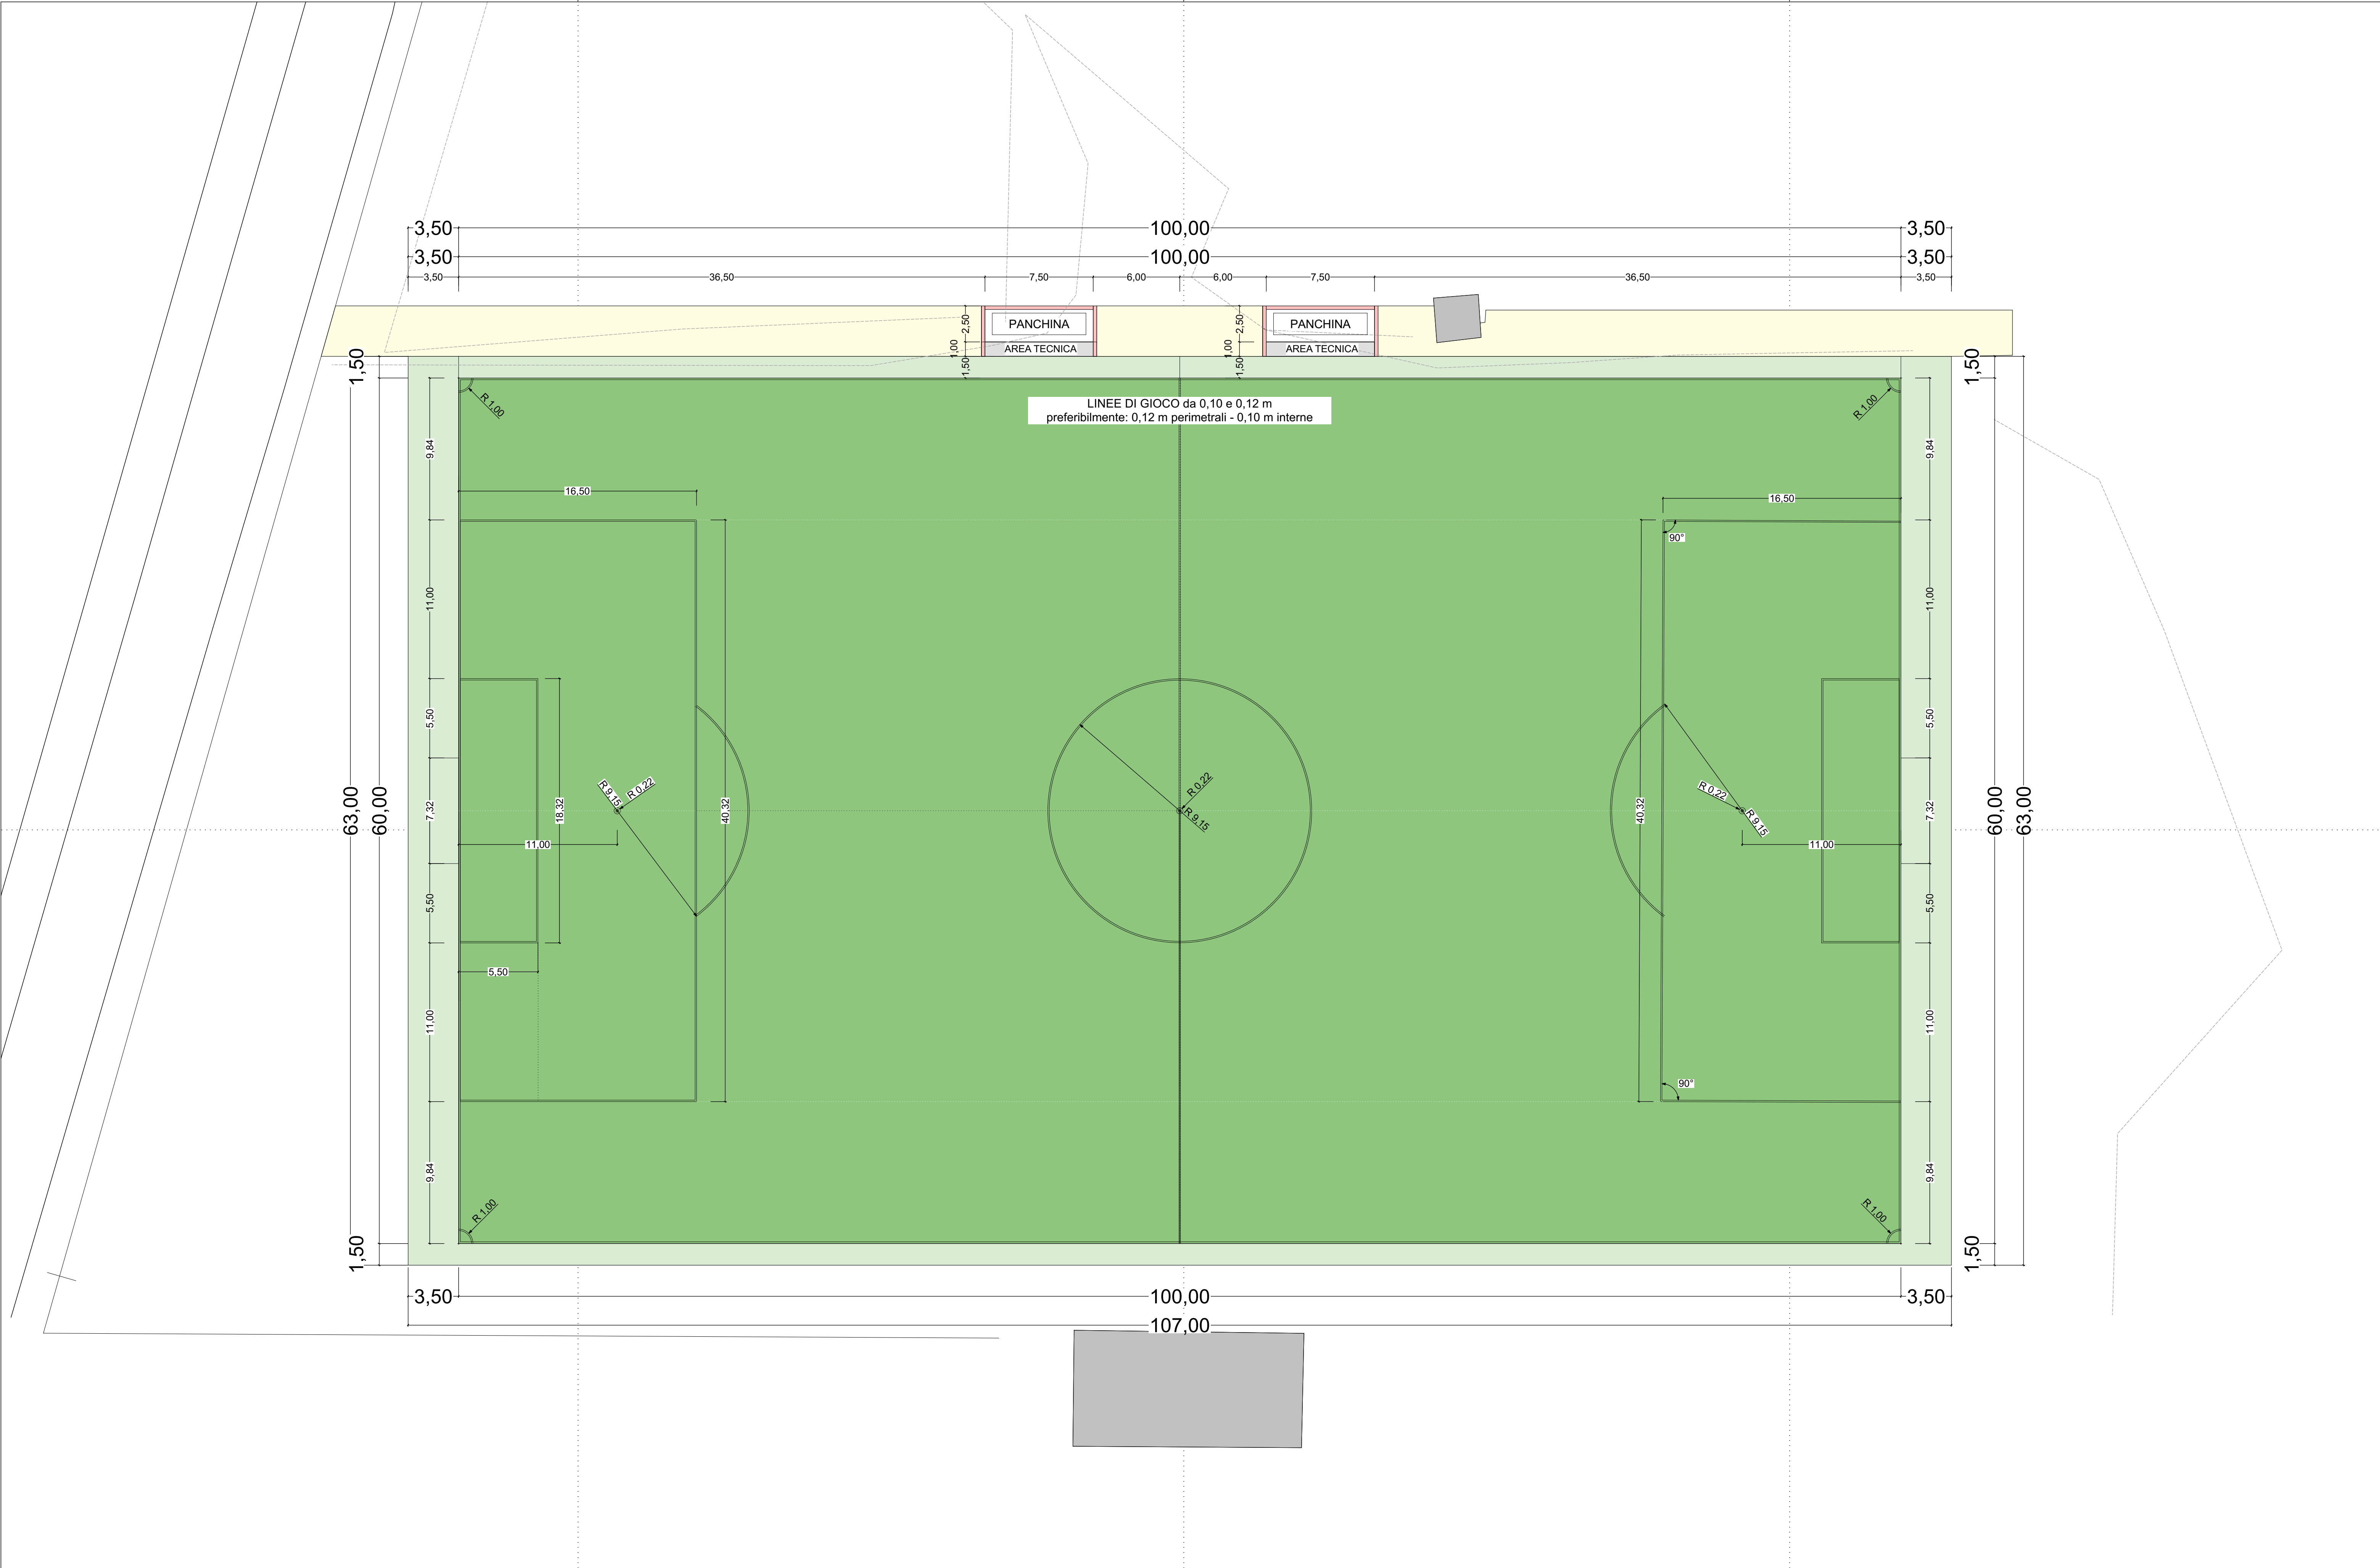 3,50 100,00 3,50
3,50 100,00 3,50
3,50 36,50 7,50 6,00 6,00 7,50 36,50 3,50
2,50 PANCHINA 2,50 PANCHINA
1,00 AREA TECNICA 1,00 AREA TECNICA
1,50 1,50 1,50 1,50
LINEE DI GIOCO da 0,10 e 0,12 m
preferibilmente: 0,12 m perimetrali - 0,10 m interne
R 1,00 R 1,00
9,84 9,84
16,50 16,50
90°
11,00 11,00
5,50 5,50
R 9,15 R 0,22 R 0,22 R 0,22
63,00 60,00 7,32 18,32 40,32 R 9,15 40,32 R 9,15 7,32 60,00 63,00
11,00 11,00
5,50 5,50
5,50
11,00 11,00
90°
9,84 9,84
R 1,00 R 1,00
1,50 1,50
3,50 100,00 3,50
107,00